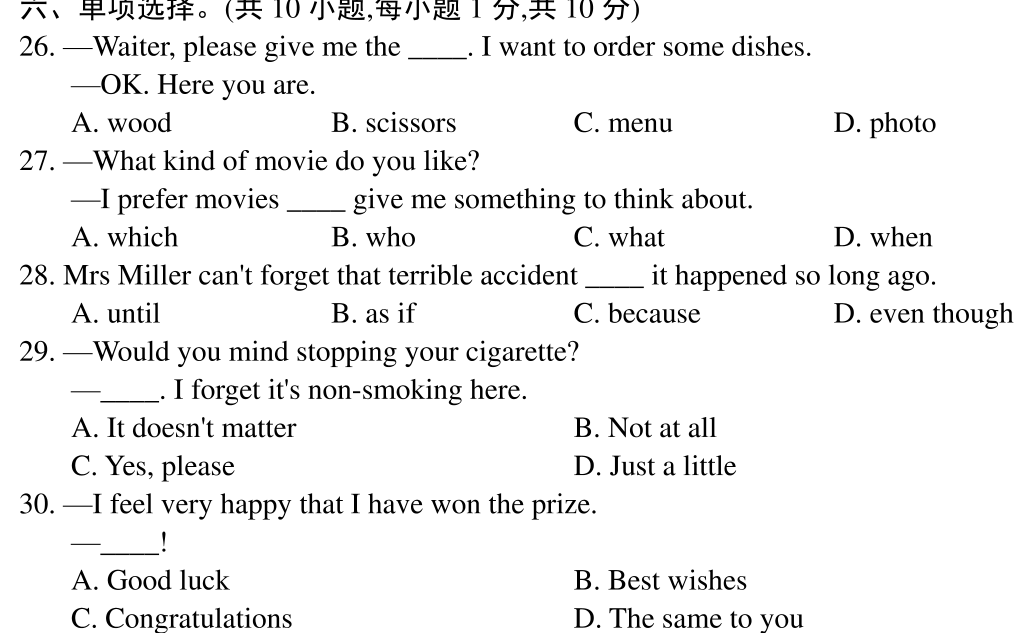 六、单项选择。(共 10 小题,每小题 1 分,共 10 分)
26. —Waiter, please give me the ____. I want to order some dishes.
—OK. Here you are.
A. wood B. scissors C. menu D. photo
27. —What kind of movie do you like?
—I prefer movies ____ give me something to think about.
A. which B. who C. what D. when
28. Mrs Miller can't forget that terrible accident ____ it happened so long ago.
A. until B. as if C. because D. even though
29. —Would you mind stopping your cigarette?
—____. I forget it's non-smoking here.
A. It doesn't matter B. Not at all
C. Yes, please D. Just a little
30. —I feel very happy that I have won the prize.
—____!
A. Good luck B. Best wishes
C. Congratulations D. The same to you